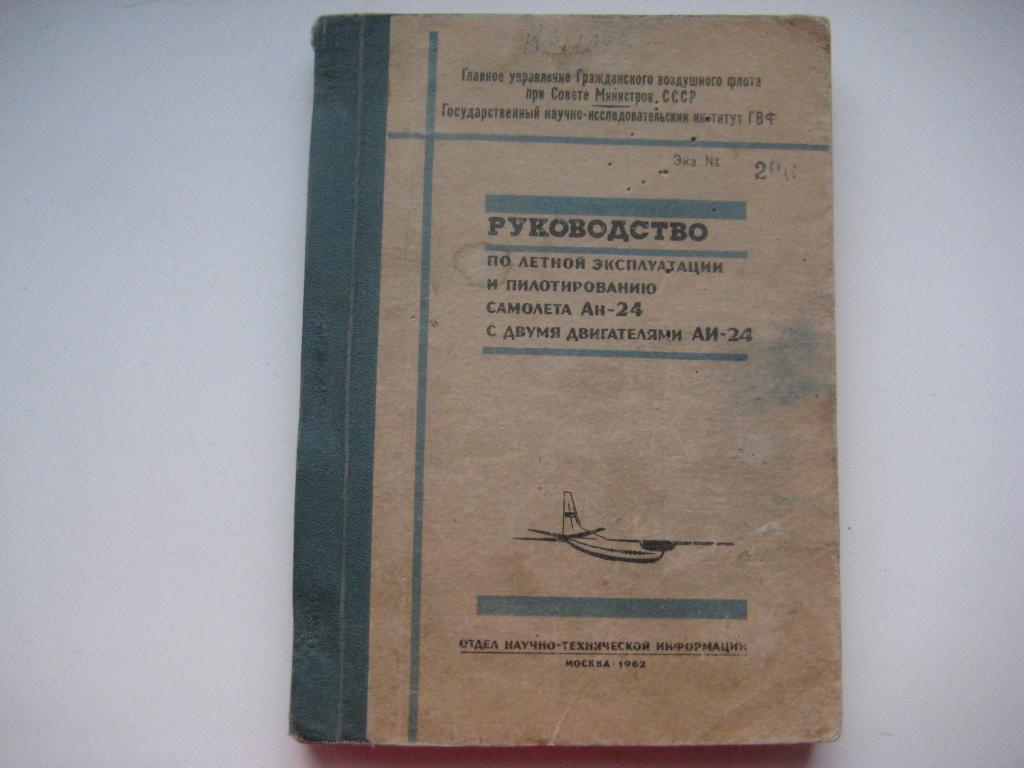 Главное управление Гражданского воздушного флота
при Совете Министров СССР
Государственный научно-исследовательский институт ГВФ
Экз. №
РУКОВОДСТВО
ПО ЛЕТНОЙ ЭКСПЛУАТАЦИИ
И ПИЛОТИРОВАНИЮ
САМОЛЕТА Ан-24
С ДВУМЯ ДВИГАТЕЛЯМИ АИ-24
ОТДЕЛ НАУЧНО-ТЕХНИЧЕСКОЙ ИНФОРМАЦИИ
МОСКВА · 1962